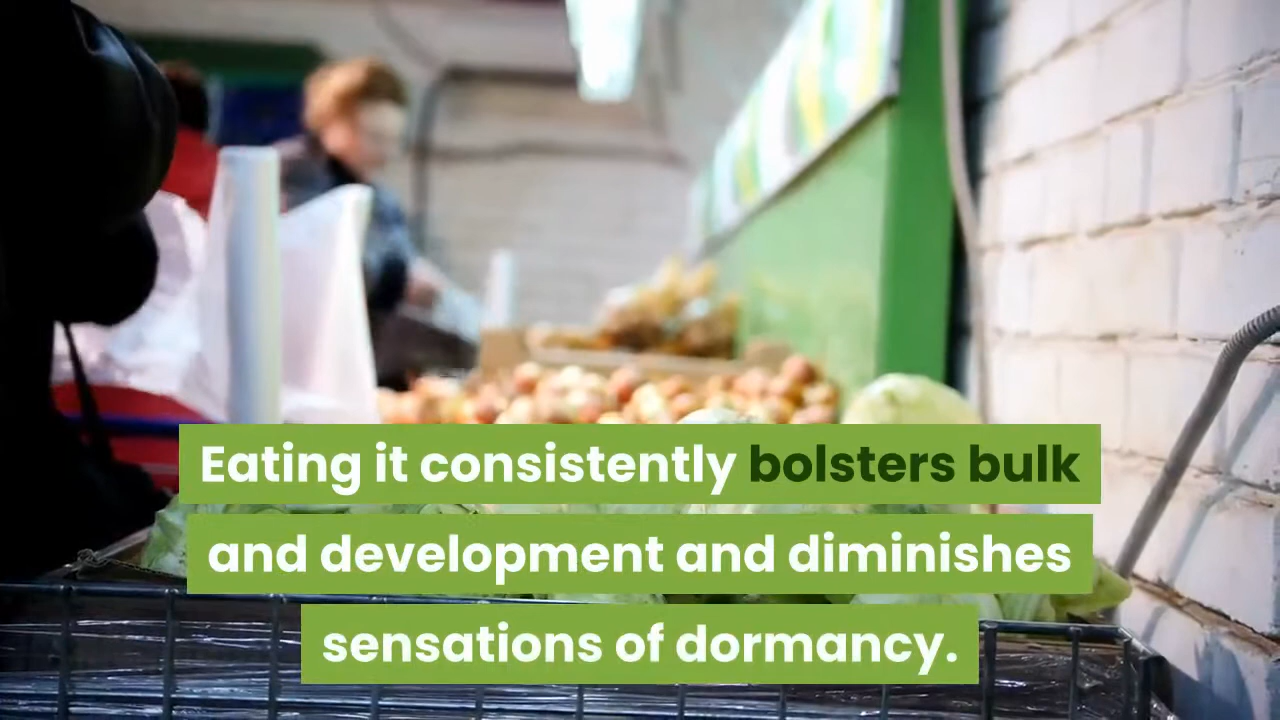 Eating it consistently bolsters bulk
and development and diminishes
sensations of dormancy.